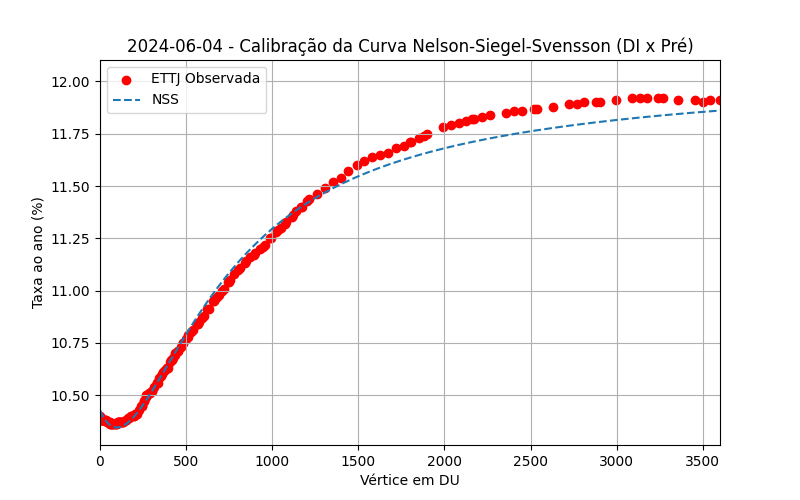 2024-06-04 - Calibração da Curva Nelson-Siegel-Svensson (DI x Pré)
ETTJ Observada
NSS
Taxa ao ano (%)
12.00
11.75
11.50
11.25
11.00
10.75
10.50
0 500 1000 1500 2000 2500 3000 3500
Vértice em DU